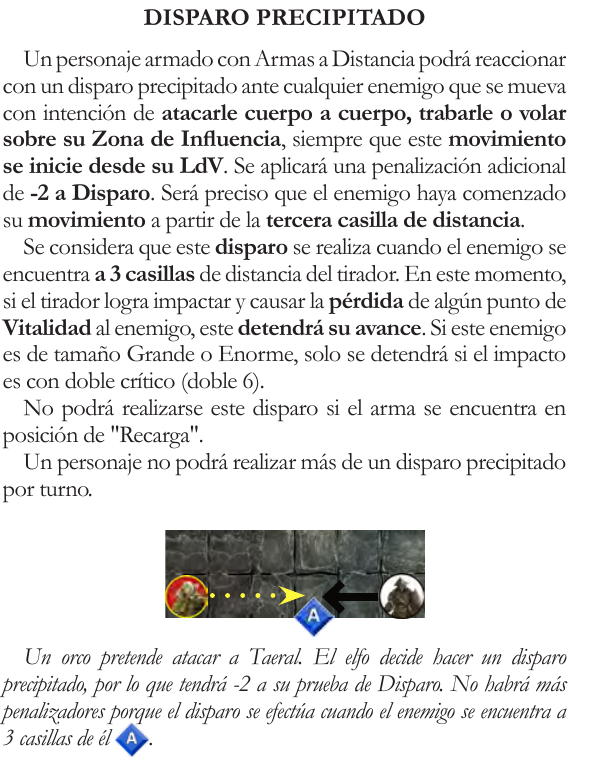 DISPARO PRECIPITADO
Un personaje armado con Armas a Distancia podrá reaccionar
con un disparo precipitado ante cualquier enemigo que se mueva
con intención de atacarle cuerpo a cuerpo, trabarle o volar
sobre su Zona de Influencia, siempre que este movimiento
se inicie desde su LdV. Se aplicará una penalización adicional
de -2 a Disparo. Será preciso que el enemigo haya comenzado
su movimiento a partir de la tercera casilla de distancia.
Se considera que este disparo se realiza cuando el enemigo se
encuentra a 3 casillas de distancia del tirador. En este momento,
si el tirador logra impactar y causar la pérdida de algún punto de
Vitalidad al enemigo, este detendrá su avance. Si este enemigo
es de tamaño Grande o Enorme, solo se detendrá si el impacto
es con doble crítico (doble 6).
No podrá realizarse este disparo si el arma se encuentra en
posición de "Recarga".
Un personaje no podrá realizar más de un disparo precipitado
por turno.
A
Un orco pretende atacar a Taeral. El elfo decide hacer un disparo
precipitado, por lo que tendrá -2 a su prueba de Disparo. No habrá más
penalizadores porque el disparo se efectúa cuando el enemigo se encuentra a
3 casillas de él A.